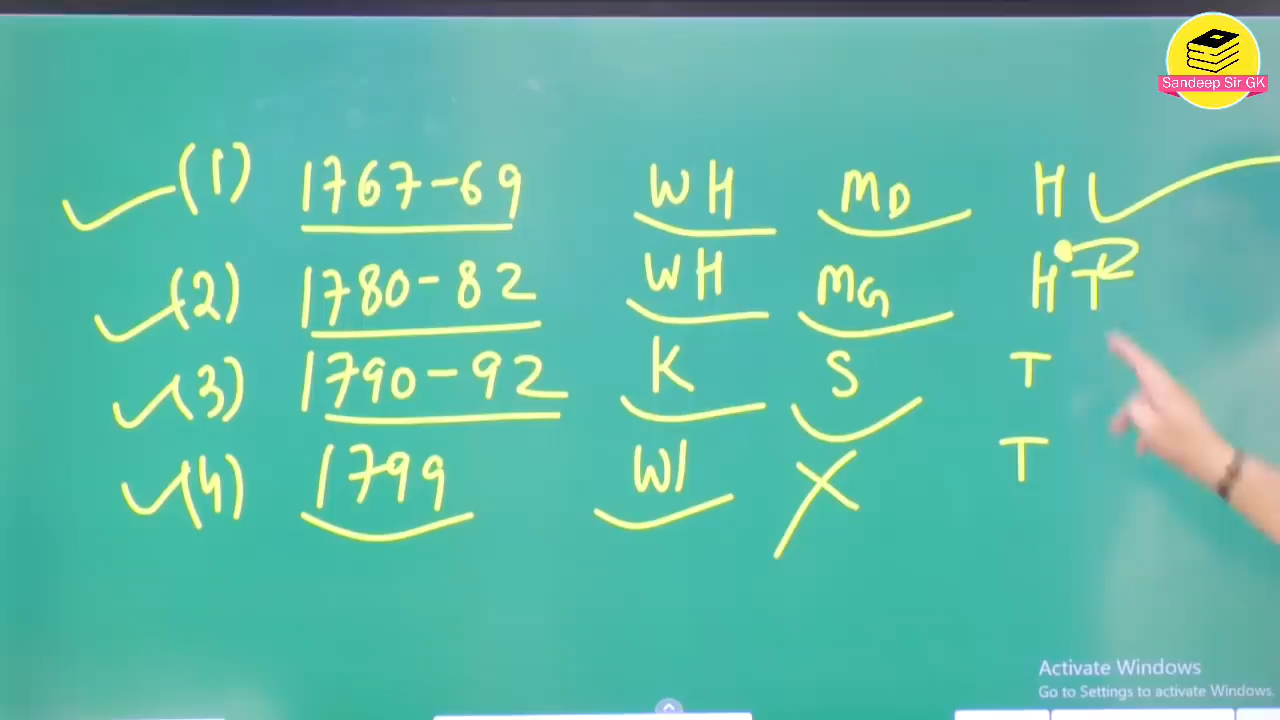 Sandeep Sir GK
(1) 1767-69 WH MD H
(2) 1780-82 WH MG H T
(3) 1790-92 K S T
(4) 1799 WI X T
Activate Windows
Go to Settings to activate Windows.